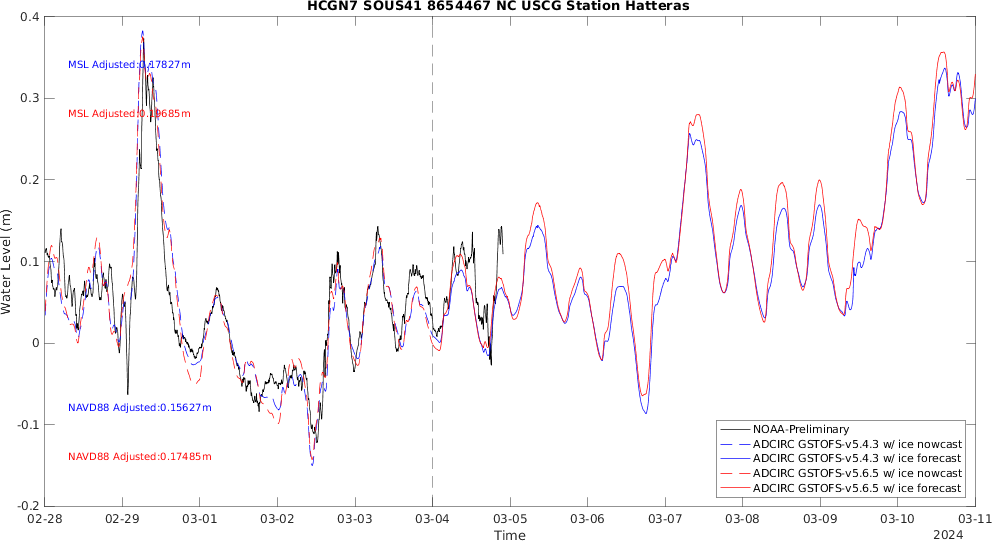 HCGN7 SOUS41 8654467 NC USCG Station Hatteras
0.4
0.3
0.2
0.1
0
-0.1
-0.2
Water Level (m)
MSL Adjusted:0.17827m
MSL Adjusted:0.19685m
NAVD88 Adjusted:0.15627m
NAVD88 Adjusted:0.17485m
NOAA-Preliminary
ADCIRC GSTOFS-v5.4.3 w/ ice nowcast
ADCIRC GSTOFS-v5.4.3 w/ ice forecast
ADCIRC GSTOFS-v5.6.5 w/ ice nowcast
ADCIRC GSTOFS-v5.6.5 w/ ice forecast
02-28 02-29 03-01 03-02 03-03 03-04 03-05 03-06 03-07 03-08 03-09 03-10 03-11
Time
2024